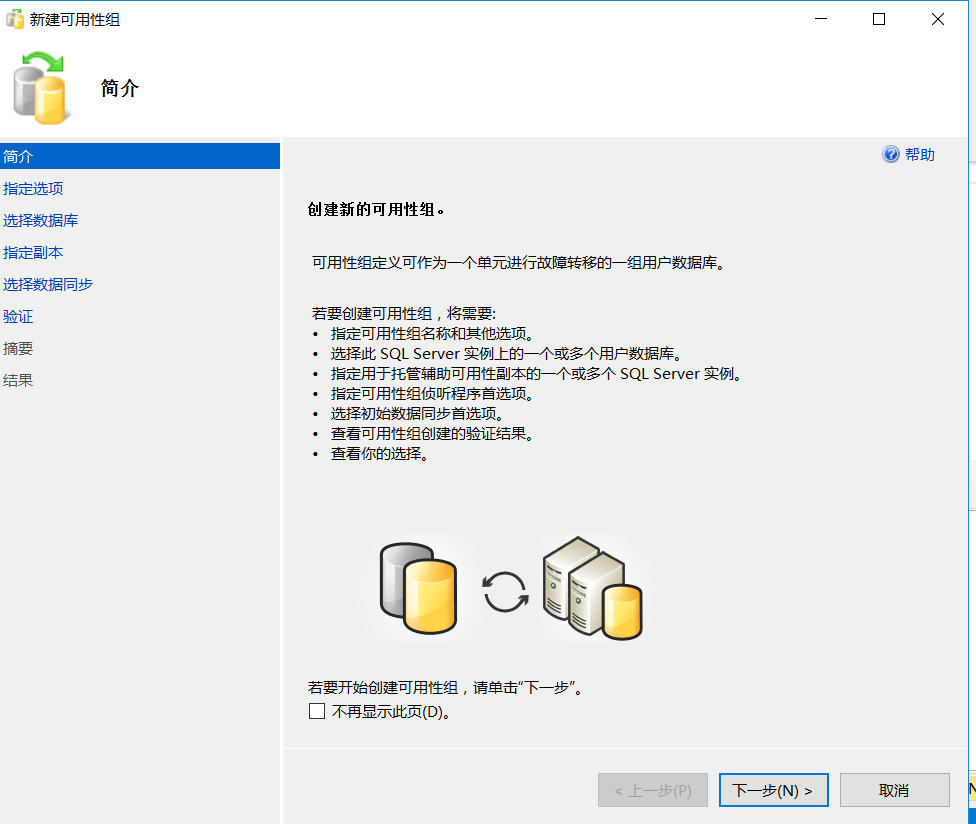 新建可用性组
简介
简介
指定选项
选择数据库
指定副本
选择数据同步
验证
摘要
结果
帮助
创建新的可用性组。
可用性组定义可作为一个单元进行故障转移的一组用户数据库。
若要创建可用性组，将需要:
• 指定可用性组名称和其他选项。
• 选择此 SQL Server 实例上的一个或多个用户数据库。
• 指定用于托管辅助可用性副本的一个或多个 SQL Server 实例。
• 指定可用性组侦听程序首选项。
• 选择初始数据同步首选项。
• 查看可用性组创建的验证结果。
• 查看你的选择。
若要开始创建可用性组，请单击“下一步”。
不再显示此页(D)。
< 上一步(P)
下一步(N) >
取消